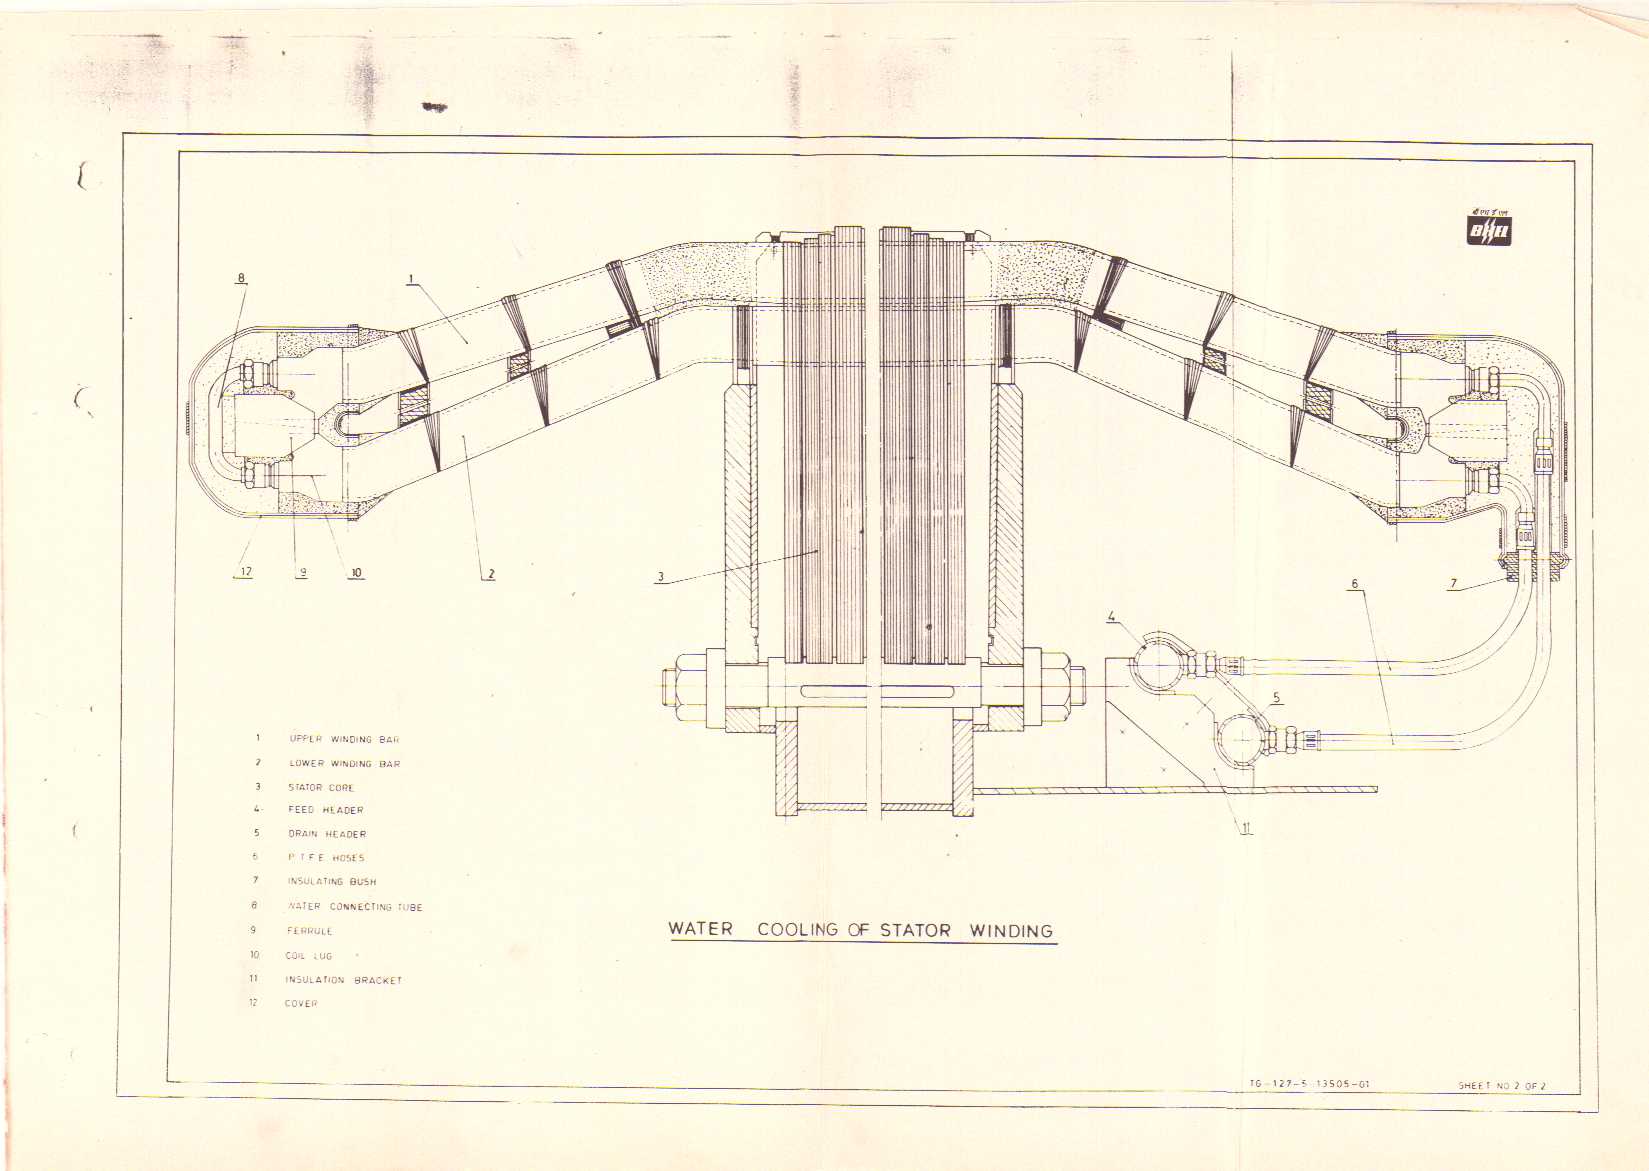 बी एच ई एल
BHEL
8
1
12
9
10
2
3
4
5
6
7
11
1 UPPER WINDING BAR
2 LOWER WINDING BAR
3 STATOR CORE
4 FEED HEADER
5 DRAIN HEADER
6 P T F E HOSES
7 INSULATING BUSH
8 WATER CONNECTING TUBE
9 FERRULE
10 COIL LUG
11 INSULATION BRACKET
12 COVER
WATER COOLING OF STATOR WINDING
TG-127-5 13505-01
SHEET NO 2 OF 2